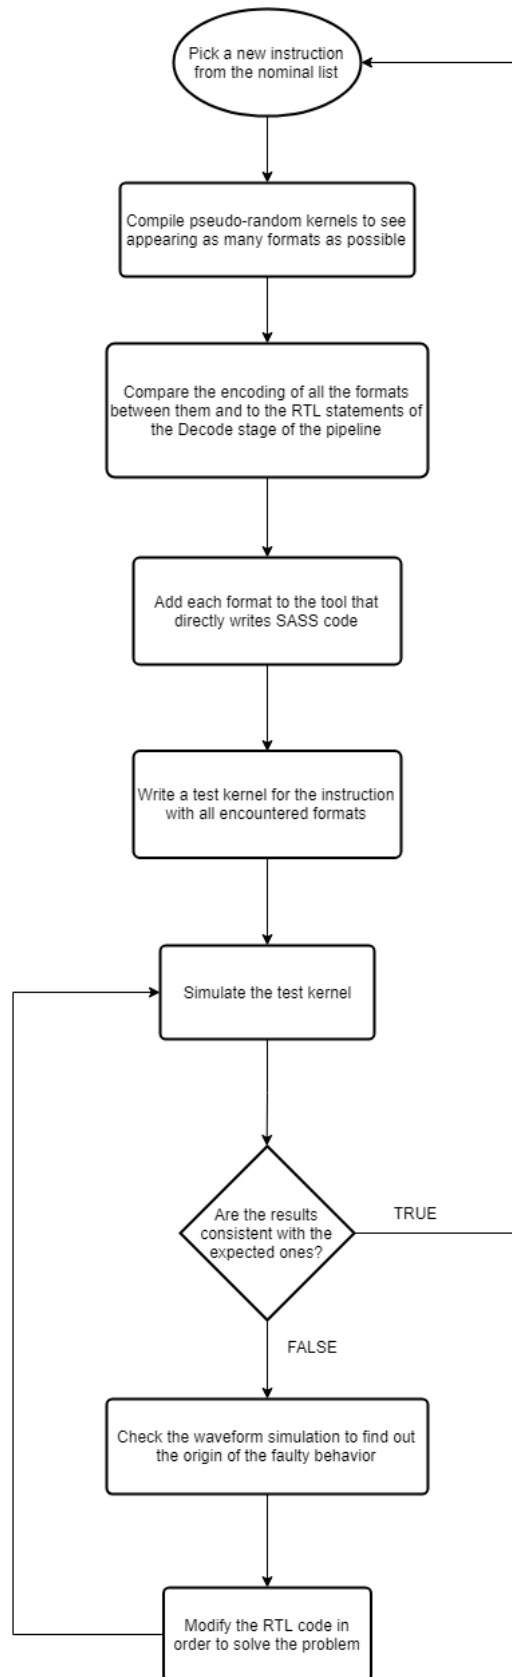 Pick a new instruction
from the nominal list
Compile pseudo-random kernels to see
appearing as many formats as possible
Compare the encoding of all the formats
between them and to the RTL statements of
the Decode stage of the pipeline
Add each format to the tool that
directly writes SASS code
Write a test kernel for the instruction
with all encountered formats
Simulate the test kernel
Are the results
consistent with the
expected ones?
TRUE
FALSE
Check the waveform simulation to find out
the origin of the faulty behavior
Modify the RTL code in
order to solve the problem